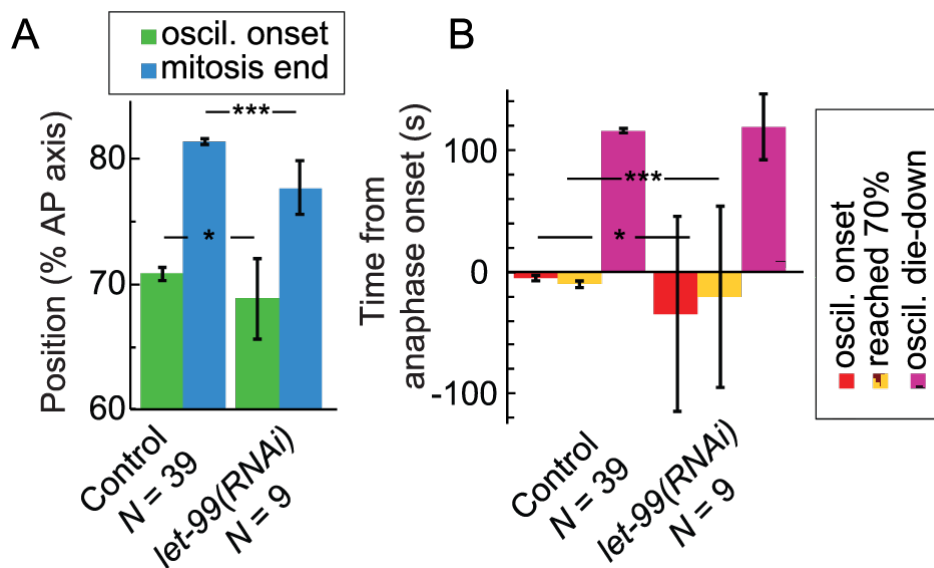 A
oscil. onset
mitosis end
Position (% AP axis)
80
70
60
***
*
Control
N = 39
let-99(RNAi)
N = 9
B
Time from
anaphase onset (s)
100
0
-100
***
*
Control
N = 39
let-99(RNAi)
N = 9
oscil. onset
reached 70%
oscil. die-down